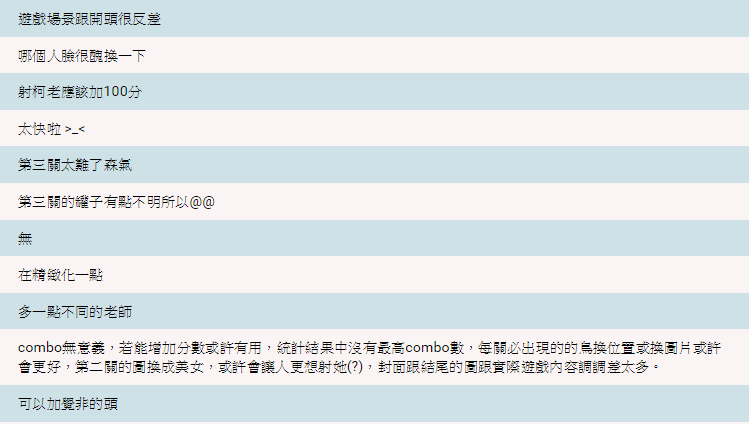 遊戲場景跟開頭很反差
哪個人臉很醜換一下
射柯老應該加100分
太快啦 >_<
第三關太難了森氣
第三關的罐子有點不明所以@@
無
在精緻化一點
多一點不同的老師
combo無意義，若能增加分數或許有用，統計結果中沒有最高combo數，每關必出現的的鳥換位置或換圖片或許
會更好，第二關的圖換成美女，或許會讓人更想射她(?)，封面跟結尾的圖跟實際遊戲內容調調差太多。
可以加覺非的頭